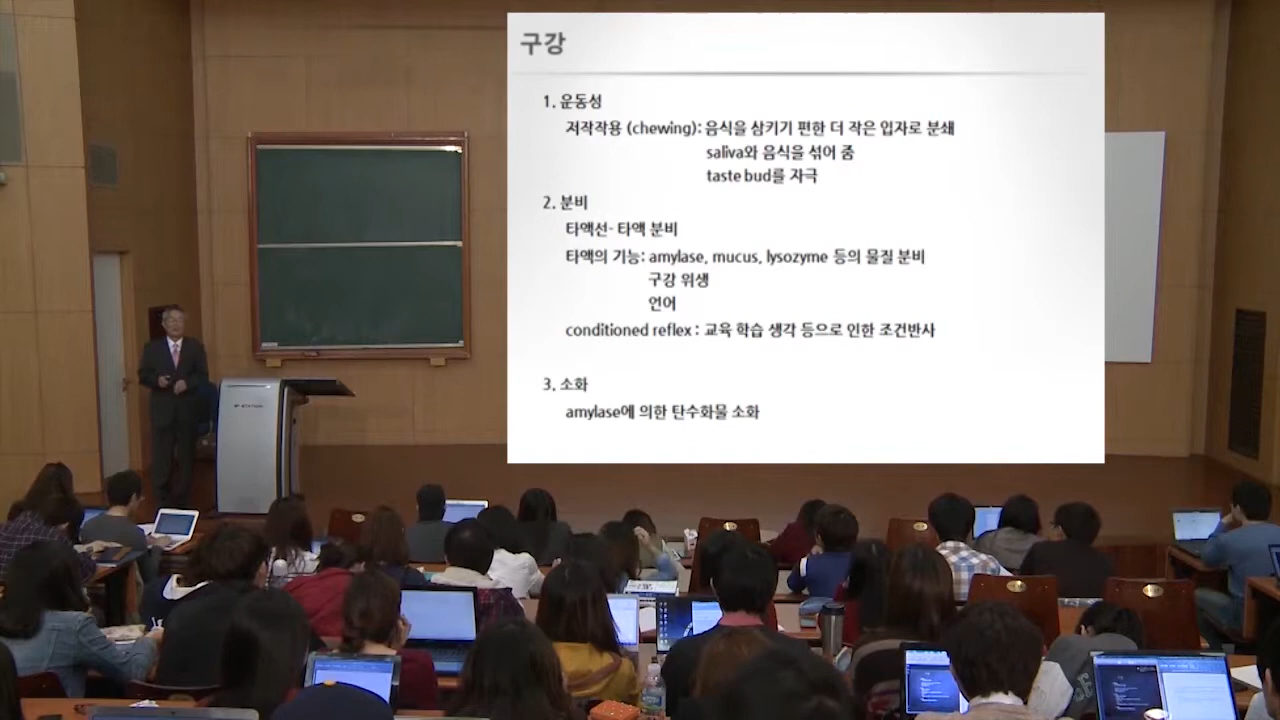 구강
1. 운동성
저작작용 (chewing): 음식을 삼키기 편한 더 작은 입자로 분쇄
saliva와 음식을 섞어 줌
taste bud를 자극
2. 분비
타액선- 타액 분비
타액의 기능: amylase, mucus, lysozyme 등의 물질 분비
구강 위생
언어
conditioned reflex : 교육 학습 생각 등으로 인한 조건반사
3. 소화
amylase에 의한 탄수화물 소화